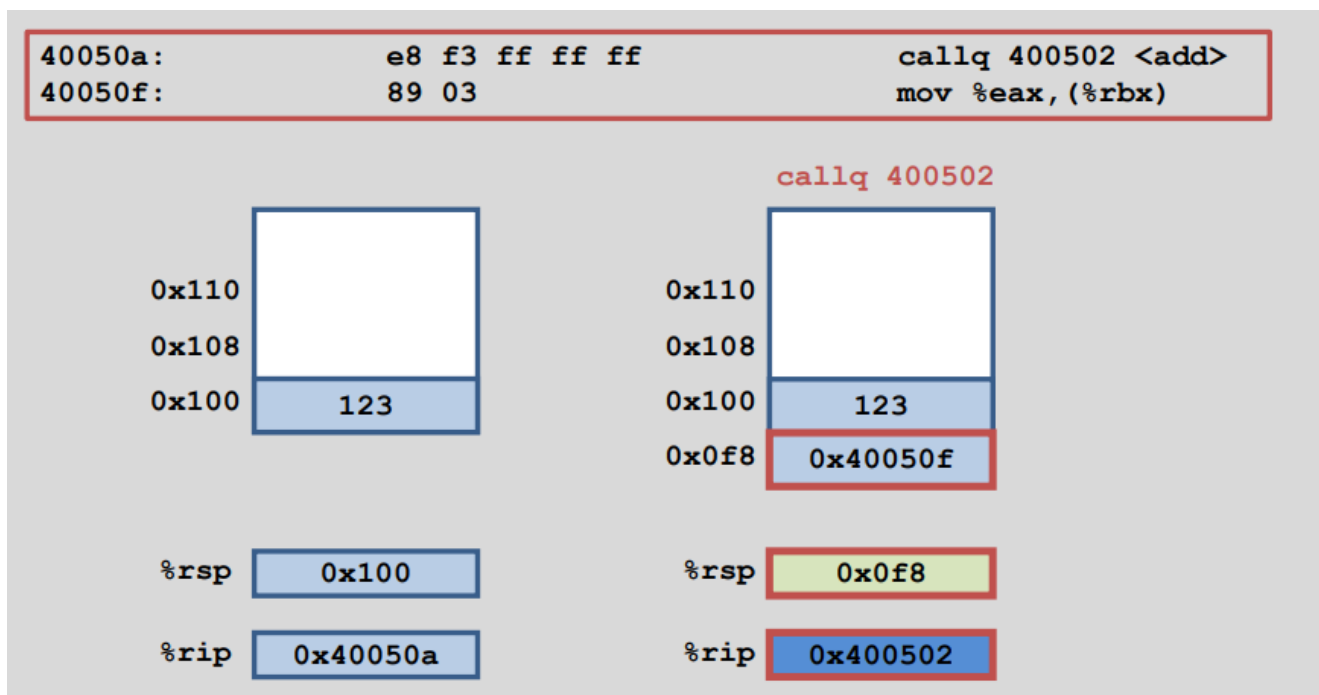 40050a: e8 f3 ff ff ff callq 400502 <add>
40050f: 89 03 mov %eax,(%rbx)
callq 400502
0x110 0x110
0x108 0x108
0x100 123 0x100 123
0x0f8 0x40050f
%rsp 0x100 %rsp 0x0f8
%rip 0x40050a %rip 0x400502